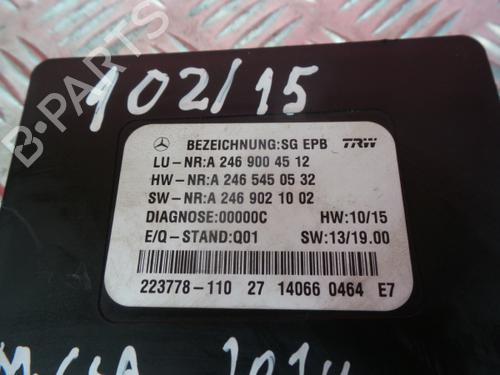 102/15
BEZEICHNUNG:SG EPB TRW
LU-NR:A 246 900 45 12
HW-NR:A 246 545 05 32
SW-NR:A 246 902 10 02
DIAGNOSE:00000C HW:10/15
E/Q-STAND:Q01 SW:13/19.00
223778-110 27 14066 0464 E7
B-PARTS